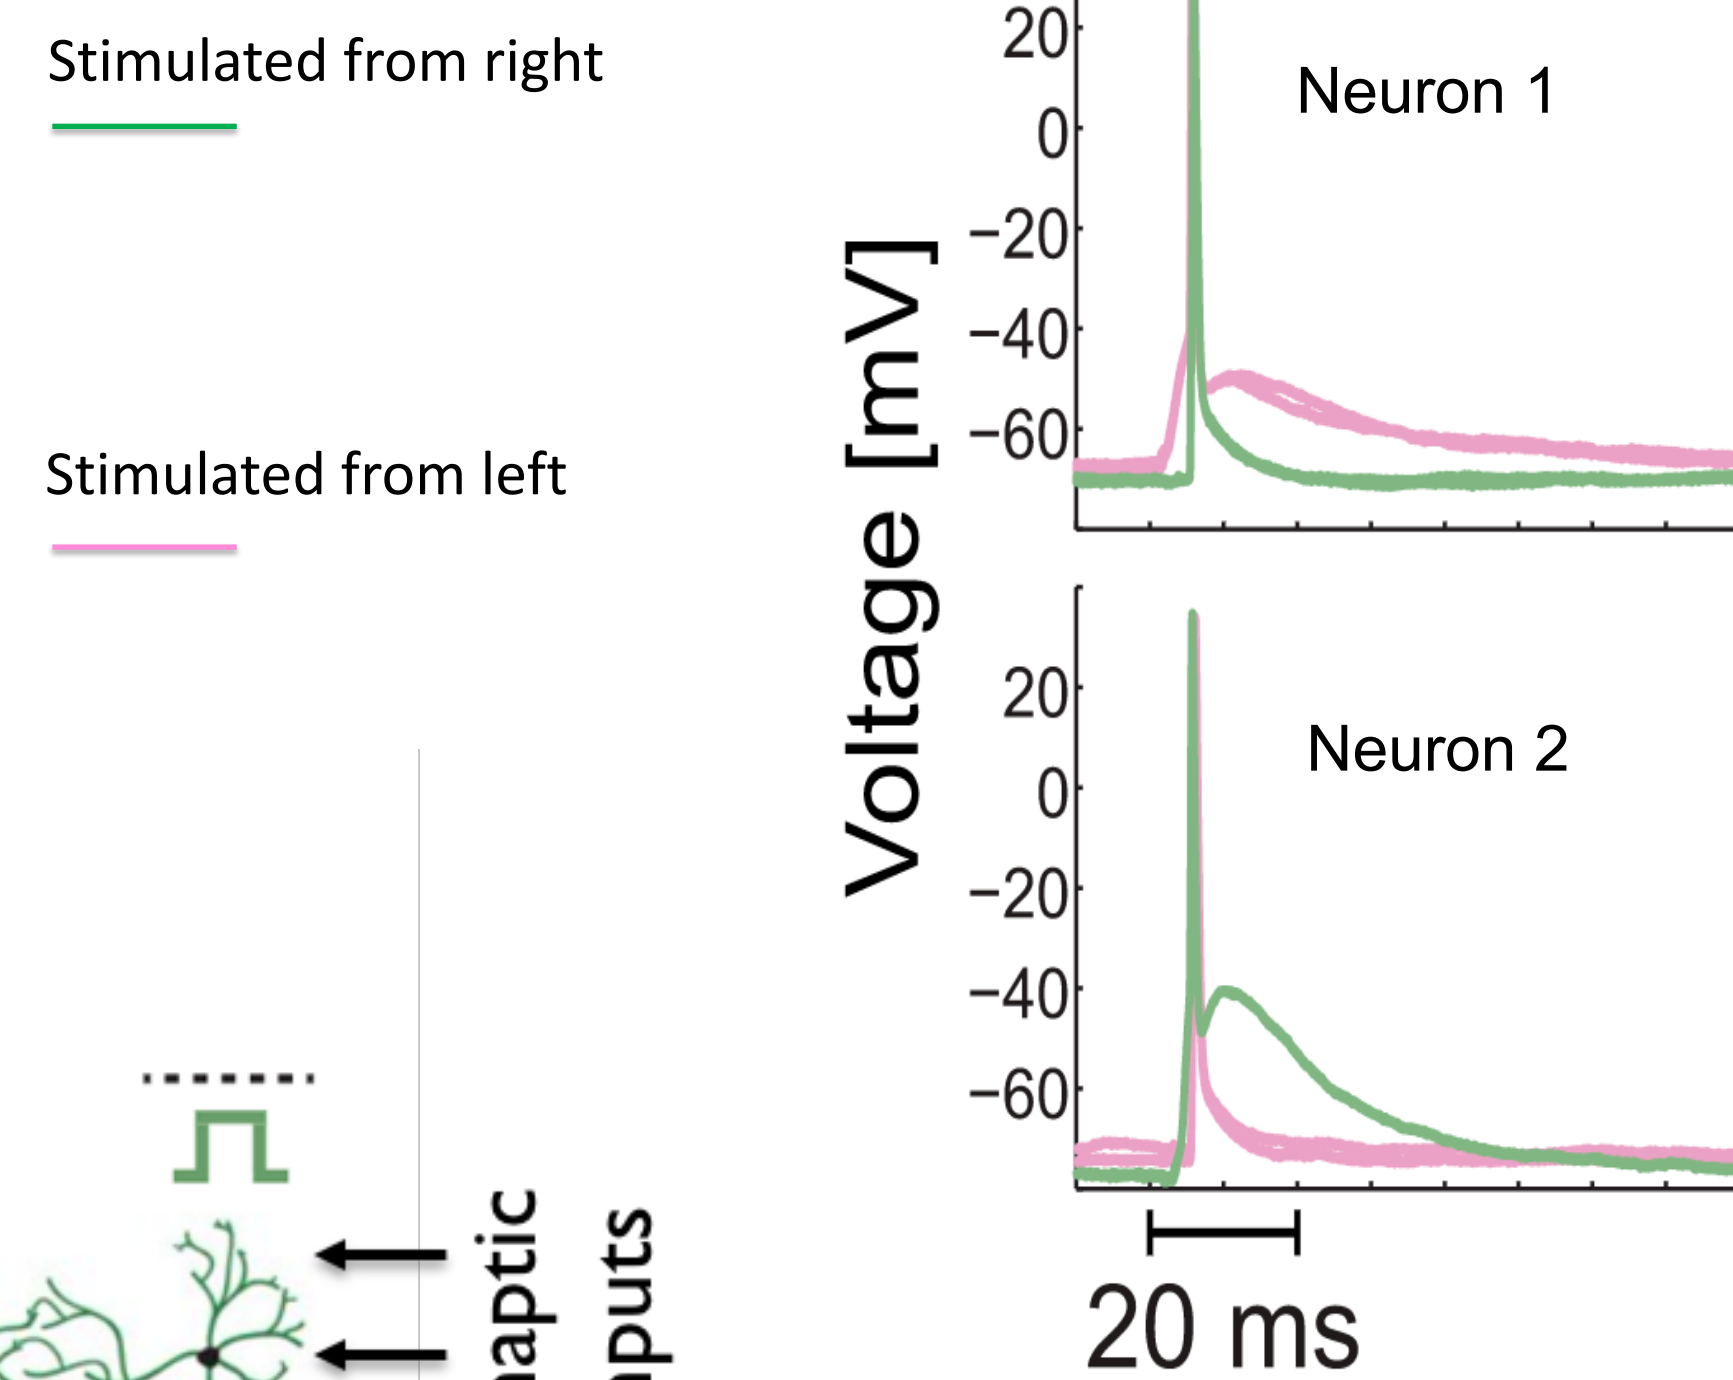 Stimulated from right
Stimulated from left
Voltage [mV]
20
0
−20
−40
−60
Neuron 1
20
0
−20
−40
−60
Neuron 2
20 ms